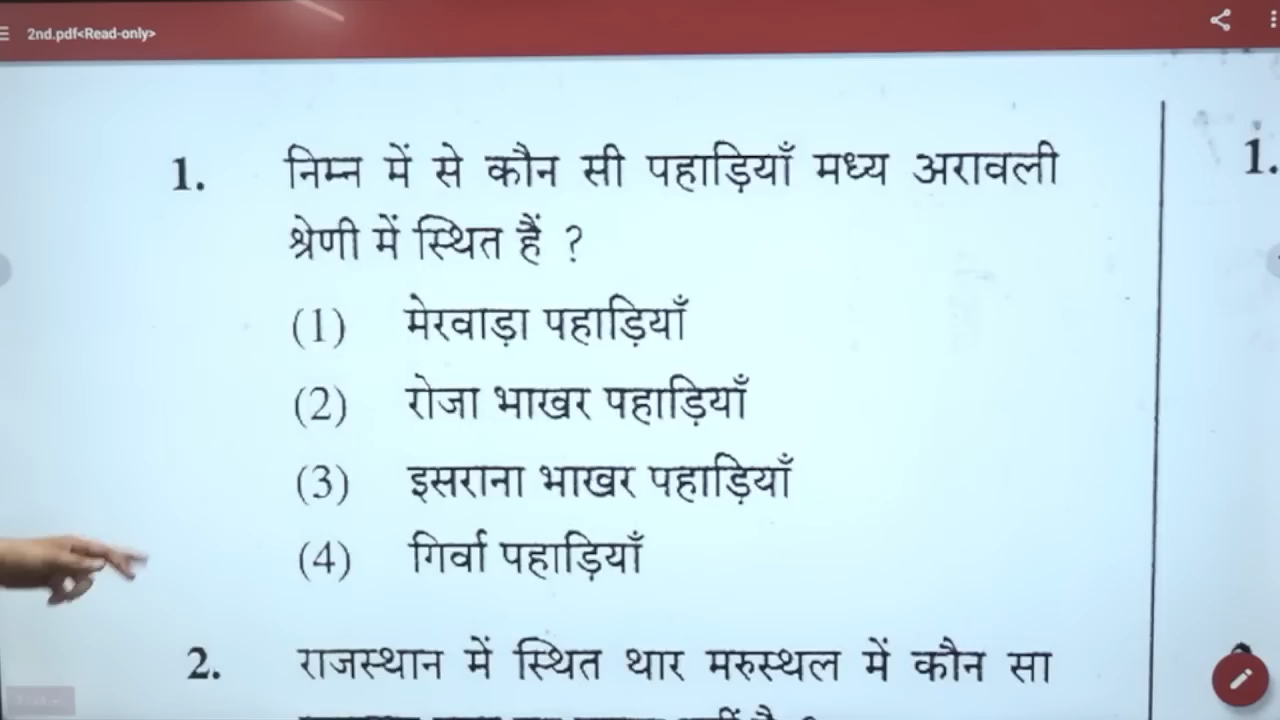 2nd.pdf<Read-only>
1. निम्न में से कौन सी पहाड़ियाँ मध्य अरावली
श्रेणी में स्थित हैं ?
(1) मेरवाड़ा पहाड़ियाँ
(2) रोजा भाखर पहाड़ियाँ
(3) इसराना भाखर पहाड़ियाँ
(4) गिर्वा पहाड़ियाँ
2. राजस्थान में स्थित थार मरुस्थल में कौन सा
1.